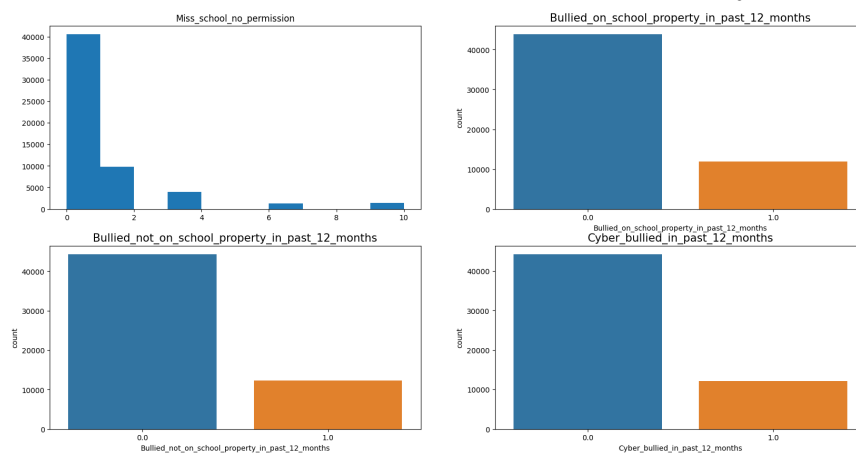 Miss_school_no_permission
40000
35000
30000
25000
20000
15000
10000
5000
0
0 2 4 6 8 10
Bullied_on_school_property_in_past_12_months
count
40000
30000
20000
10000
0
0.0 1.0
Bullied_on_school_property_in_past_12_months
Bullied_not_on_school_property_in_past_12_months
count
40000
30000
20000
10000
0
0.0 1.0
Bullied_not_on_school_property_in_past_12_months
Cyber_bullied_in_past_12_months
count
40000
30000
20000
10000
0
0.0 1.0
Cyber_bullied_in_past_12_months